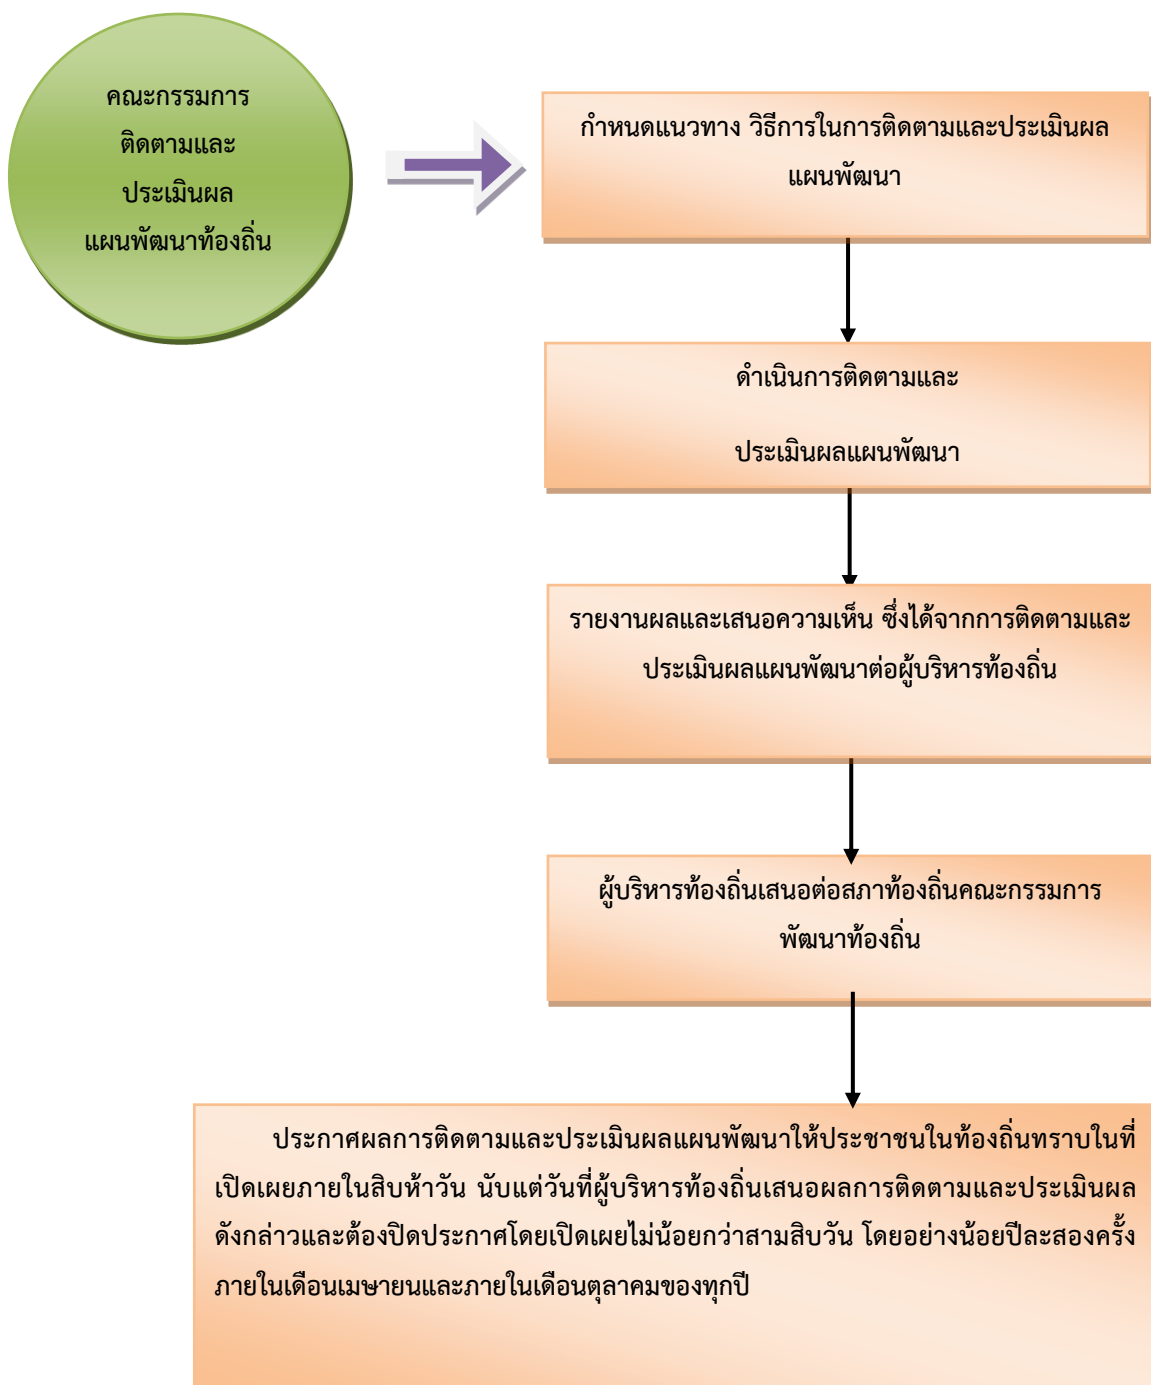 คณะกรรมการ
ติดตามและ
ประเมินผล
แผนพัฒนาท้องถิ่น
กำหนดแนวทาง วิธีการในการติดตามและประเมินผล
แผนพัฒนา
ดำเนินการติดตามและ
ประเมินผลแผนพัฒนา
รายงานผลและเสนอความเห็น ซึ่งได้จากการติดตามและ
ประเมินผลแผนพัฒนาต่อผู้บริหารท้องถิ่น
ผู้บริหารท้องถิ่นเสนอต่อสภาท้องถิ่นคณะกรรมการ
พัฒนาท้องถิ่น
ประกาศผลการติดตามและประเมินผลแผนพัฒนาให้ประชาชนในท้องถิ่นทราบในที่
เปิดเผยภายในสิบห้าวัน นับแต่วันที่ผู้บริหารท้องถิ่นเสนอผลการติดตามและประเมินผล
ดังกล่าวและต้องปิดประกาศโดยเปิดเผยไม่น้อยกว่าสามสิบวัน โดยอย่างน้อยปีละสองครั้ง
ภายในเดือนเมษายนและภายในเดือนตุลาคมของทุกปี